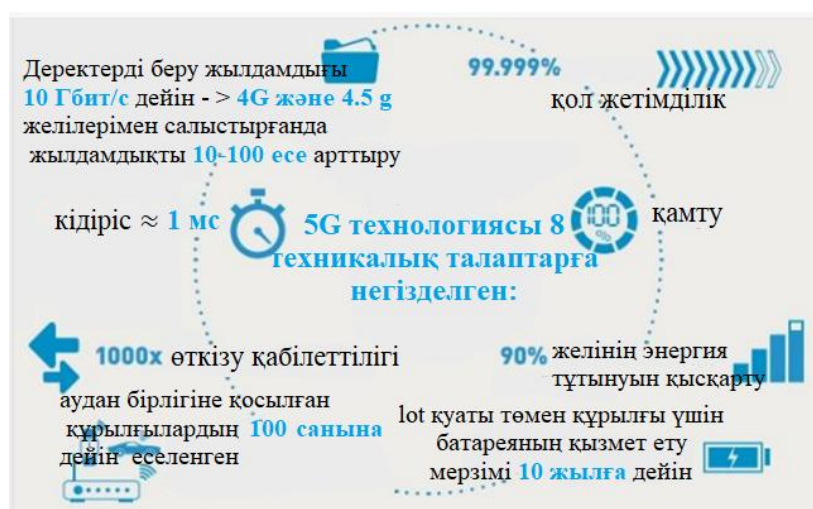 Деректерді беру жылдамдығы
10 Гбит/с дейін - > 4G және 4.5 g
желілерімен салыстырғанда
жылдамдықты 10-100 есе арттыру
99.999%
қол жетімділік
кідіріс ≈ 1 мс
5G технологиясы 8
техникалық талаптарға
негізделген:
100
%
қамту
1000x өткізу қабілеттілігі
90% желінің энергия
тұтынуын қысқарту
аудан бірлігіне қосылған
құрылғылардың 100 санына
дейін еселенген
lot қуаты төмен құрылғы үшін
батареяның қызмет ету
мерзімі 10 жылға дейін